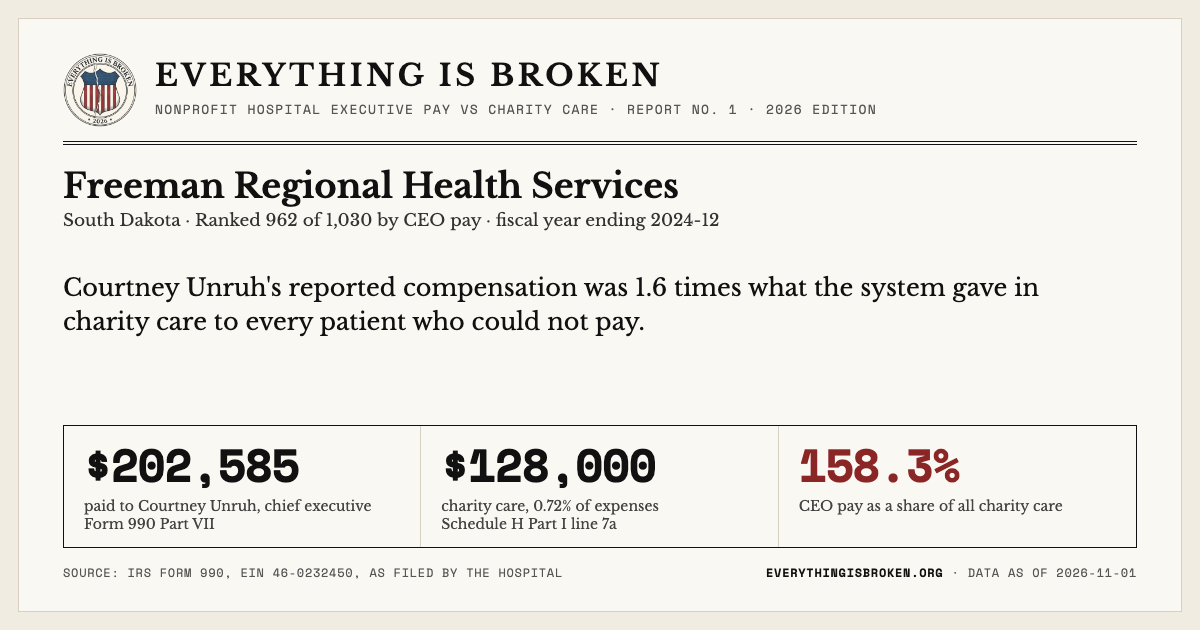 EVERYTHING IS BROKEN
2026
EVERYTHING IS BROKEN
NONPROFIT HOSPITAL EXECUTIVE PAY VS CHARITY CARE · REPORT NO. 1 · 2026 EDITION
Freeman Regional Health Services
South Dakota · Ranked 962 of 1,030 by CEO pay · fiscal year ending 2024-12
Courtney Unruh's reported compensation was 1.6 times what the system gave in
charity care to every patient who could not pay.
$202,585
paid to Courtney Unruh, chief executive
Form 990 Part VII
$128,000
charity care, 0.72% of expenses
Schedule H Part I line 7a
158.3%
CEO pay as a share of all charity care
SOURCE: IRS FORM 990, EIN 46-0232450, AS FILED BY THE HOSPITAL
EVERYTHINGISBROKEN.ORG · DATA AS OF 2026-11-01